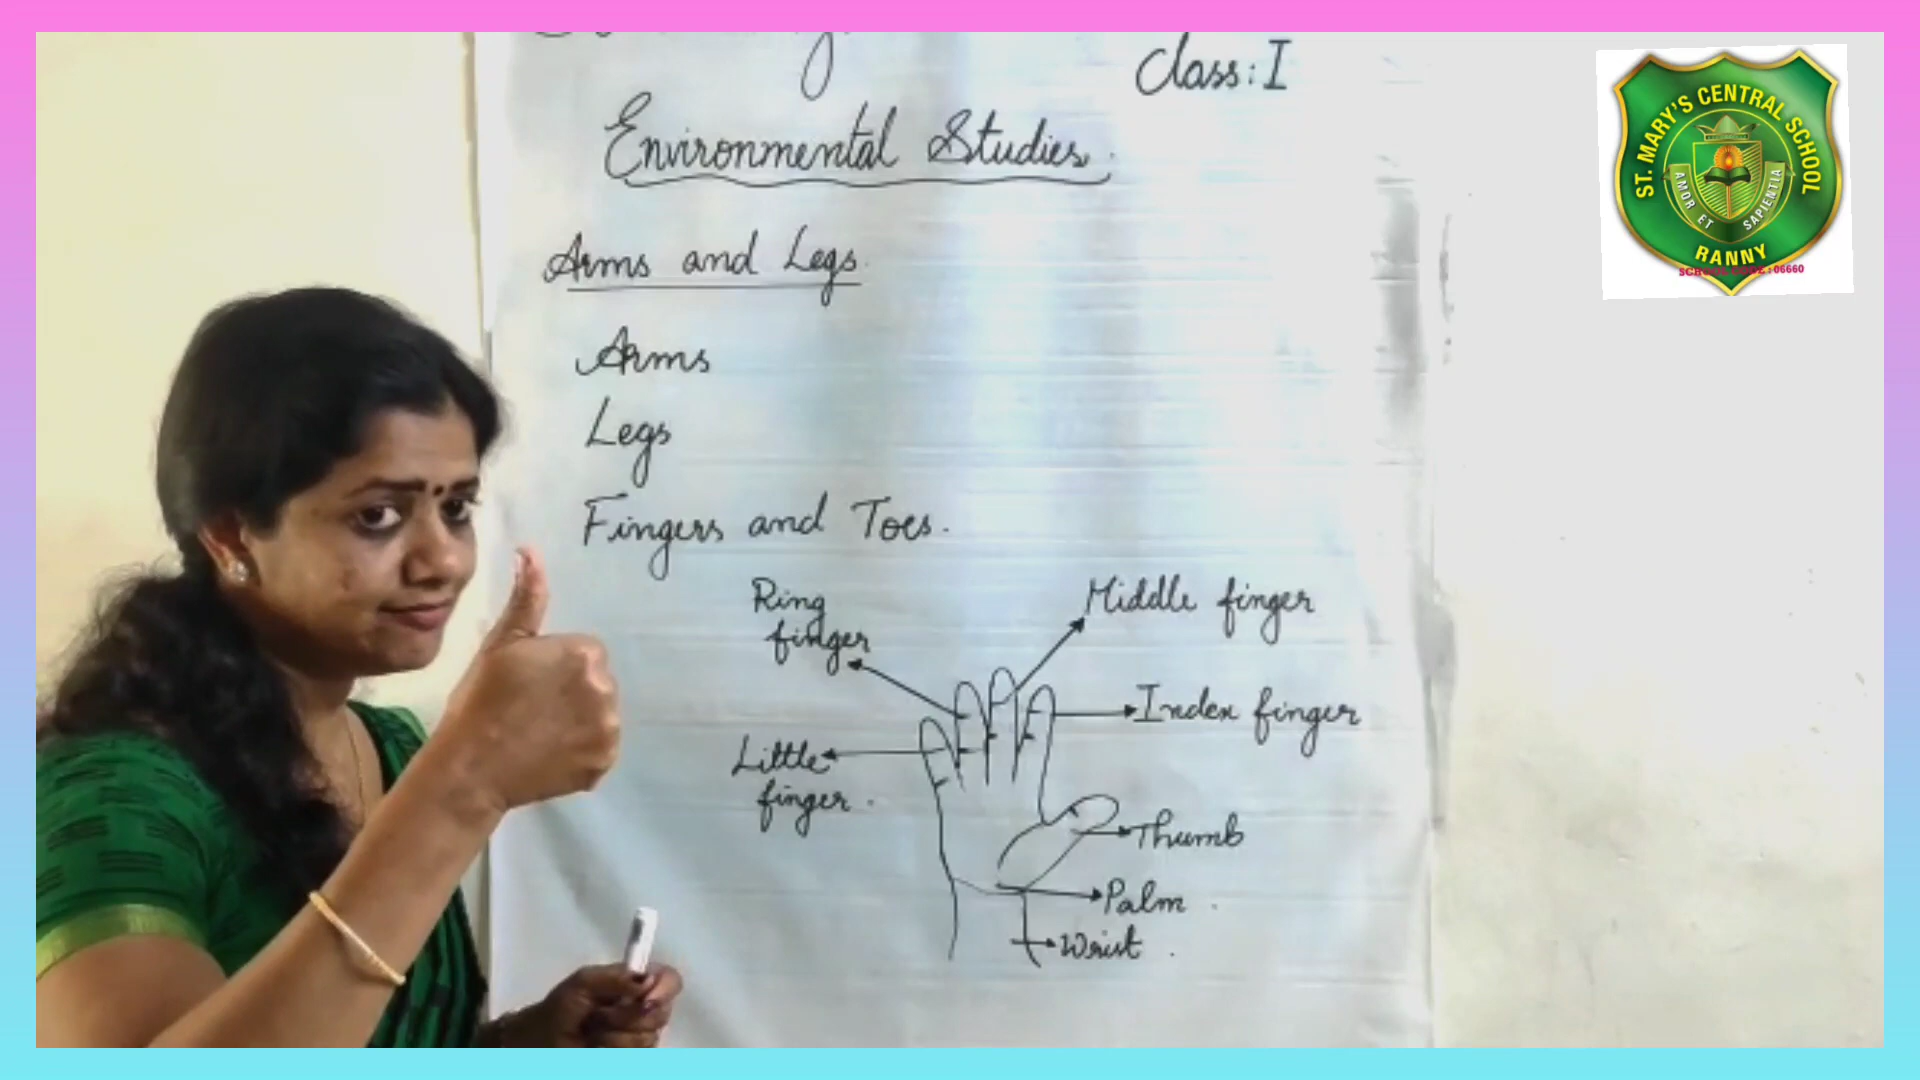 Class: I
Environmental Studies.
Arms and Legs.
Arms
Legs
Fingers and Toes.
Ring
finger
Middle finger
Index finger
Little
finger.
Thumb
Palm.
Wrist.
ST. MARY'S CENTRAL SCHOOL
AMOR ET SAPIENTIA
RANNY
06660